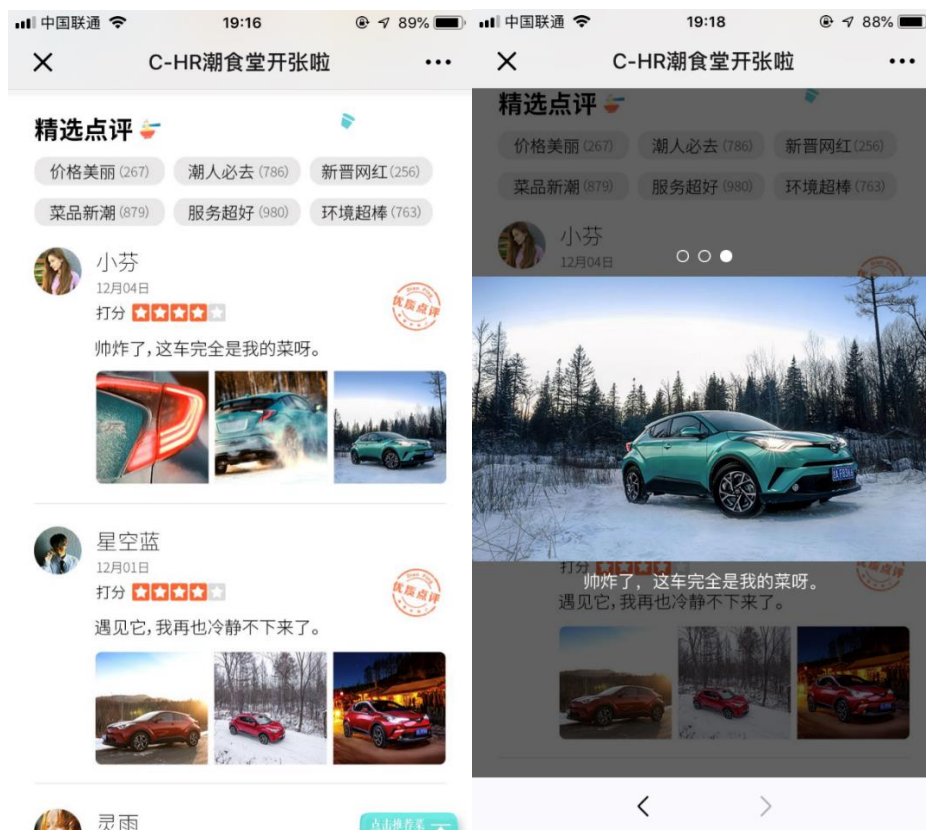 中国联通
19:16
89%
C-HR潮食堂开张啦
精选点评
价格美丽(267)
潮人必去(786)
新晋网红(256)
菜品新潮(879)
服务超好(980)
环境超棒(763)
小芬
12月04日
打分
优质点评
帅炸了,这车完全是我的菜呀。
星空蓝
12月01日
打分
优质点评
遇见它,我再也冷静不下来了。
灵雨
点击推荐菜
中国联通
19:18
88%
C-HR潮食堂开张啦
精选点评
价格美丽(267)
潮人必去(786)
新晋网红(256)
菜品新潮(879)
服务超好(980)
环境超棒(763)
小芬
12月04日
打分
帅炸了，这车完全是我的菜呀。
遇见它,我再也冷静不下来了。